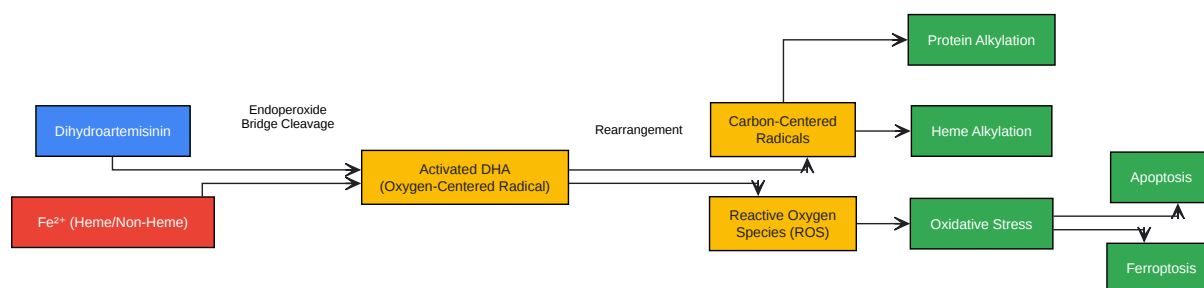 Protein Alkylation
Endoperoxide
Bridge Cleavage
Dihydroartemisinin
Rearrangement
Carbon-Centered
Radicals
Heme Alkylation
Activated DHA
(Oxygen-Centered Radical)
Apoptosis
Fe²⁺ (Heme/Non-Heme)
Reactive Oxygen
Species (ROS)
Oxidative Stress
Ferroptosis